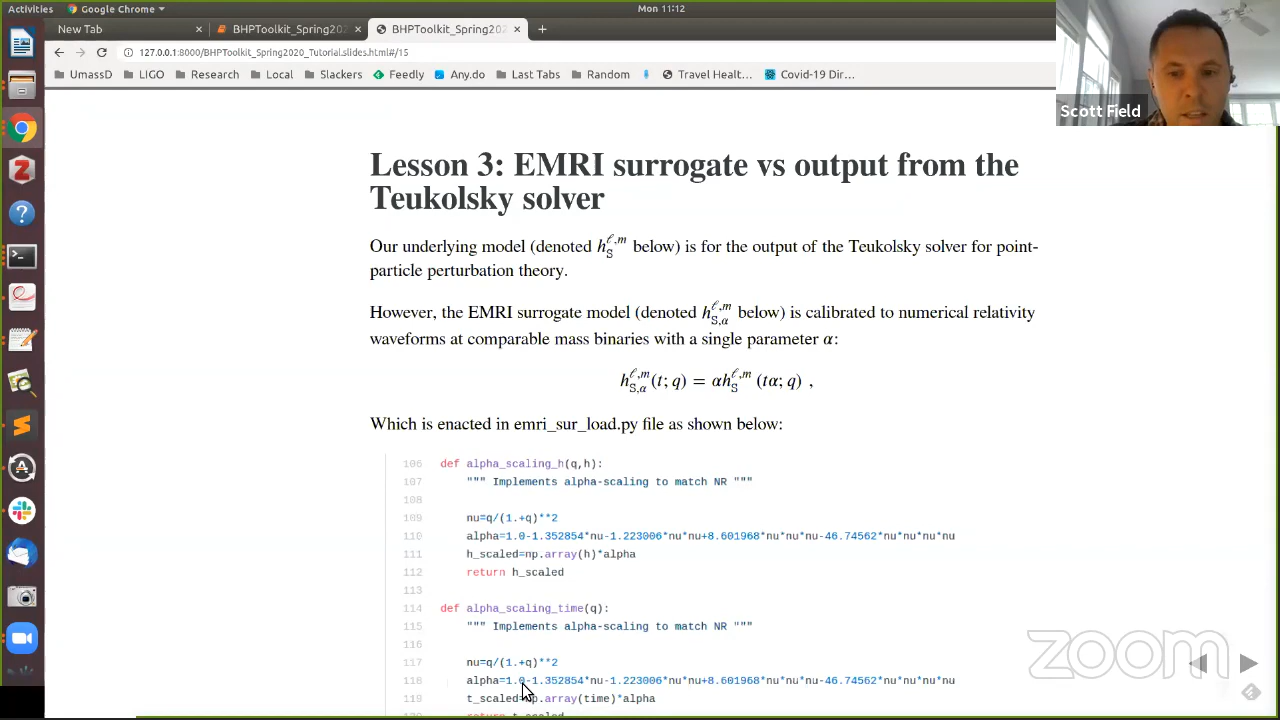 Activities Google Chrome Mon 11:12
New Tab × BHPToolkit_Spring2020_ × BHPToolkit_Spring202 × +
127.0.0.1:8000/BHPToolkit_Spring2020_Tutorial.slides.html#/15
UmassD LIGO Research Local Slackers Feedly Any.do Last Tabs Random Travel Healt… Covid-19 Dir…
Scott Field
Lesson 3: EMRI surrogate vs output from the
Teukolsky solver
Our underlying model (denoted h_S^{ℓ,m} below) is for the output of the Teukolsky solver for point-
particle perturbation theory.
However, the EMRI surrogate model (denoted h_{S,α}^{ℓ,m} below) is calibrated to numerical relativity
waveforms at comparable mass binaries with a single parameter α:
h_{S,α}^{ℓ,m}(t; q) = αh_S^{ℓ,m} (tα; q) ,
Which is enacted in emri_sur_load.py file as shown below:
106 def alpha_scaling_h(q,h):
107 """ Implements alpha-scaling to match NR """
108
109 nu=q/(1.+q)**2
110 alpha=1.0-1.352854*nu-1.223006*nu*nu+8.601968*nu*nu*nu-46.74562*nu*nu*nu*nu
111 h_scaled=np.array(h)*alpha
112 return h_scaled
113
114 def alpha_scaling_time(q):
115 """ Implements alpha-scaling to match NR """
116
117 nu=q/(1.+q)**2
118 alpha=1.0-1.352854*nu-1.223006*nu*nu+8.601968*nu*nu*nu-46.74562*nu*nu*nu*nu
119 t_scaled=np.array(time)*alpha
zoom